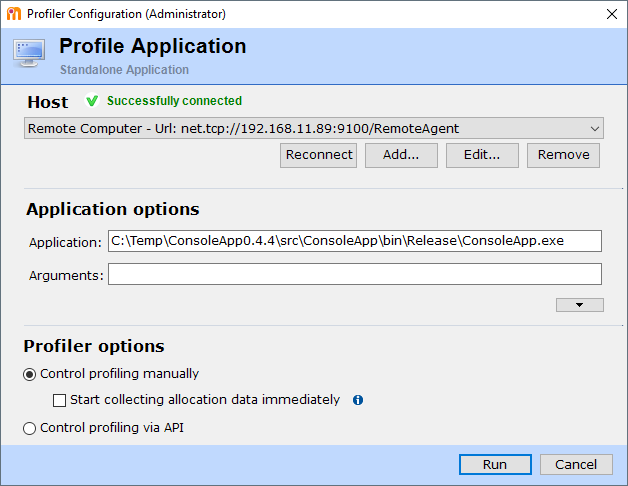 Profiler Configuration (Administrator)
Profile Application
Standalone Application
Host Successfully connected
Remote Computer - Url: net.tcp://192.168.11.89:9100/RemoteAgent
Reconnect Add... Edit... Remove
Application options
Application: C:\Temp\ConsoleApp0.4.4\src\ConsoleApp\bin\Release\ConsoleApp.exe
Arguments:
Profiler options
Control profiling manually
Start collecting allocation data immediately
Control profiling via API
Run Cancel